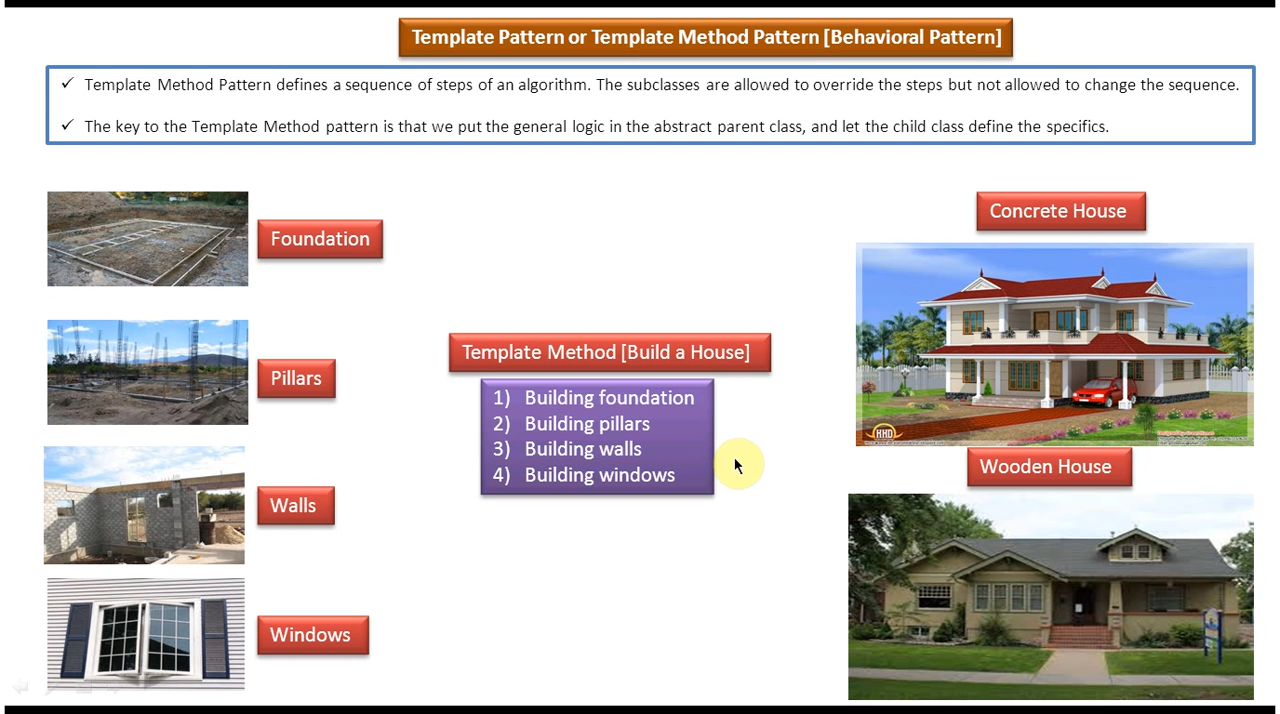 Template Pattern or Template Method Pattern [Behavioral Pattern]
✓ Template Method Pattern defines a sequence of steps of an algorithm. The subclasses are allowed to override the steps but not allowed to change the sequence.
✓ The key to the Template Method pattern is that we put the general logic in the abstract parent class, and let the child class define the specifics.
Foundation
Pillars
Walls
Windows
Template Method [Build a House]
1) Building foundation
2) Building pillars
3) Building walls
4) Building windows
Concrete House
KHD
Wooden House